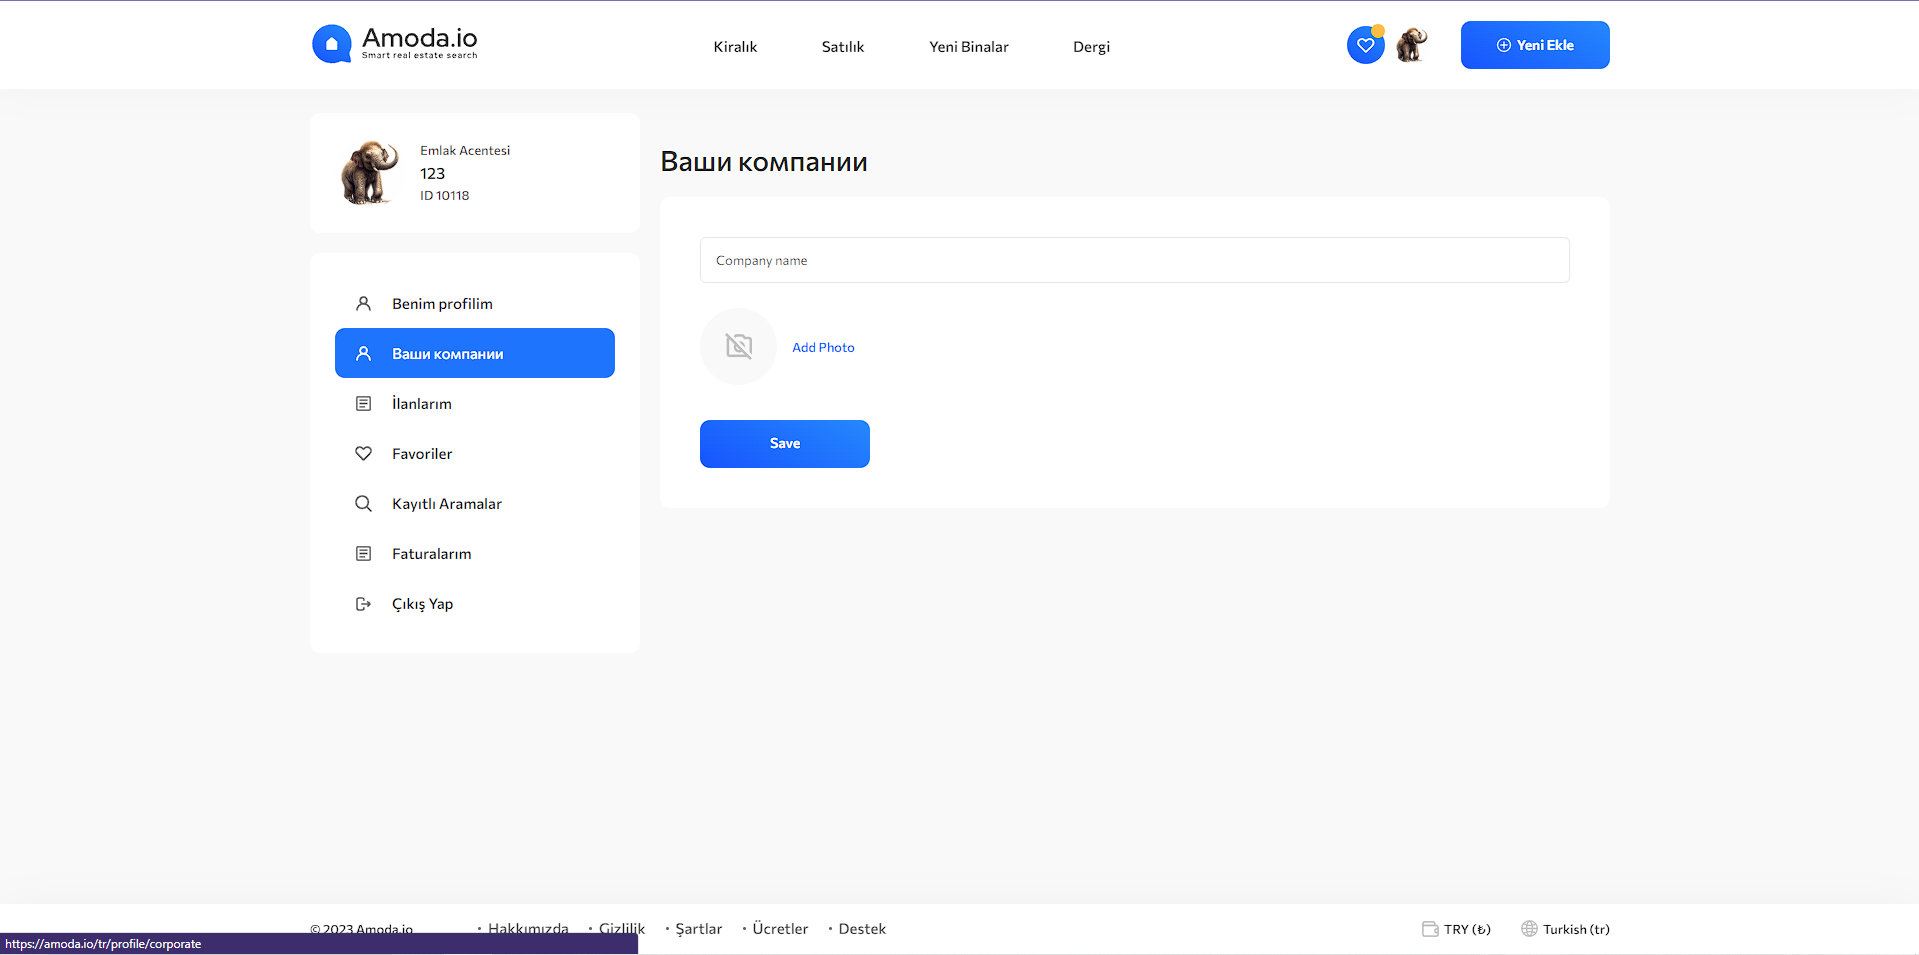 Amoda.io
Smart real estate search
Kiralık
Satılık
Yeni Binalar
Dergi
Yeni Ekle
Emlak Acentesi
123
ID 10118
Benim profilim
Ваши компании
İlanlarım
Favoriler
Kayıtlı Aramalar
Faturalarım
Çıkış Yap
Ваши компании
Company name
Add Photo
Save
© 2023 Amoda.io
· Hakkımızda
· Gizlilik
· Şartlar
· Ücretler
· Destek
TRY (₺)
Turkish (tr)
https://amoda.io/tr/profile/corporate